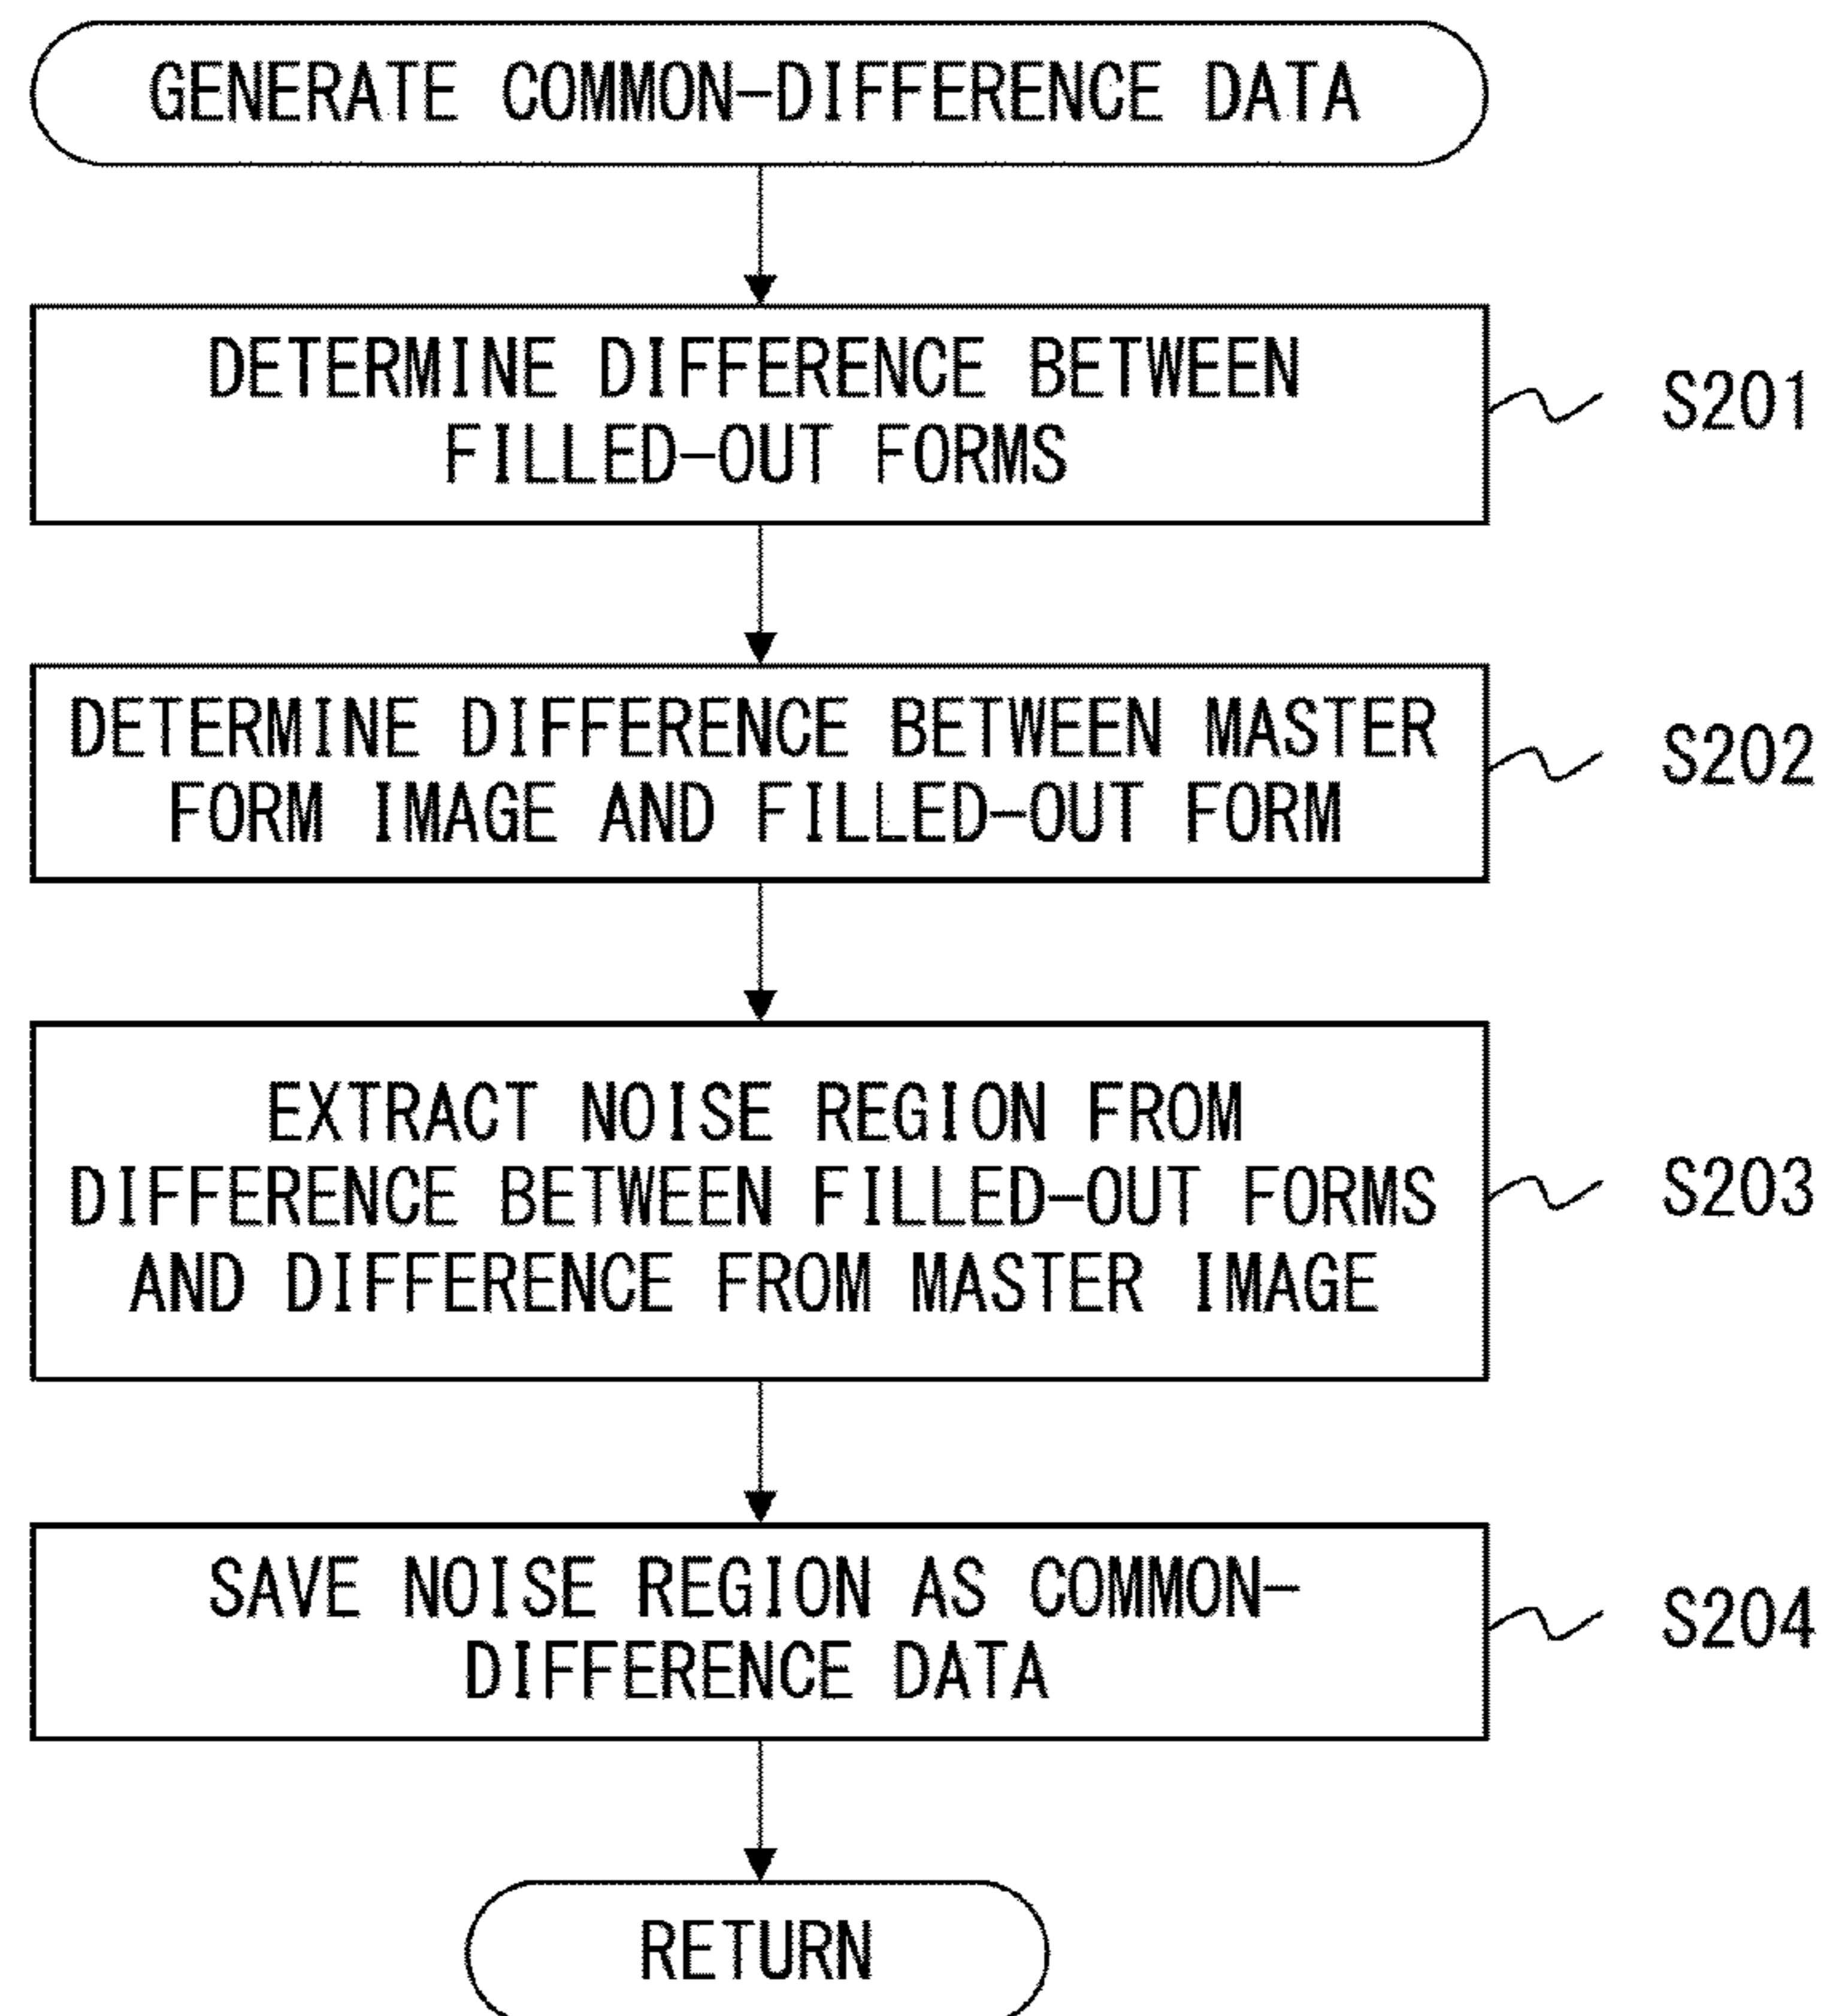 GENERATE COMMON-DIFFERENCE DATA
DETERMINE DIFFERENCE BETWEEN
FILLED-OUT FORMS
S201
DETERMINE DIFFERENCE BETWEEN MASTER
FORM IMAGE AND FILLED-OUT FORM
S202
EXTRACT NOISE REGION FROM
DIFFERENCE BETWEEN FILLED-OUT FORMS
AND DIFFERENCE FROM MASTER IMAGE
S203
SAVE NOISE REGION AS COMMON-
DIFFERENCE DATA
S204
RETURN